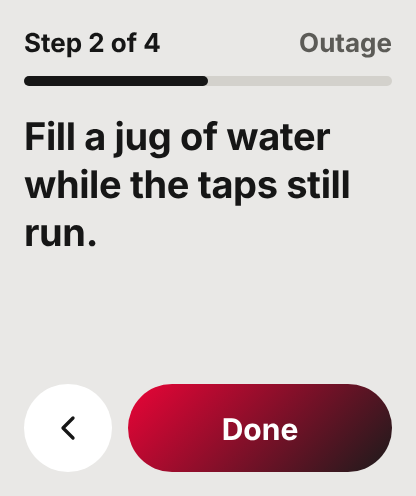 Step 2 of 4
Outage
Fill a jug of water
while the taps still
run.
Done